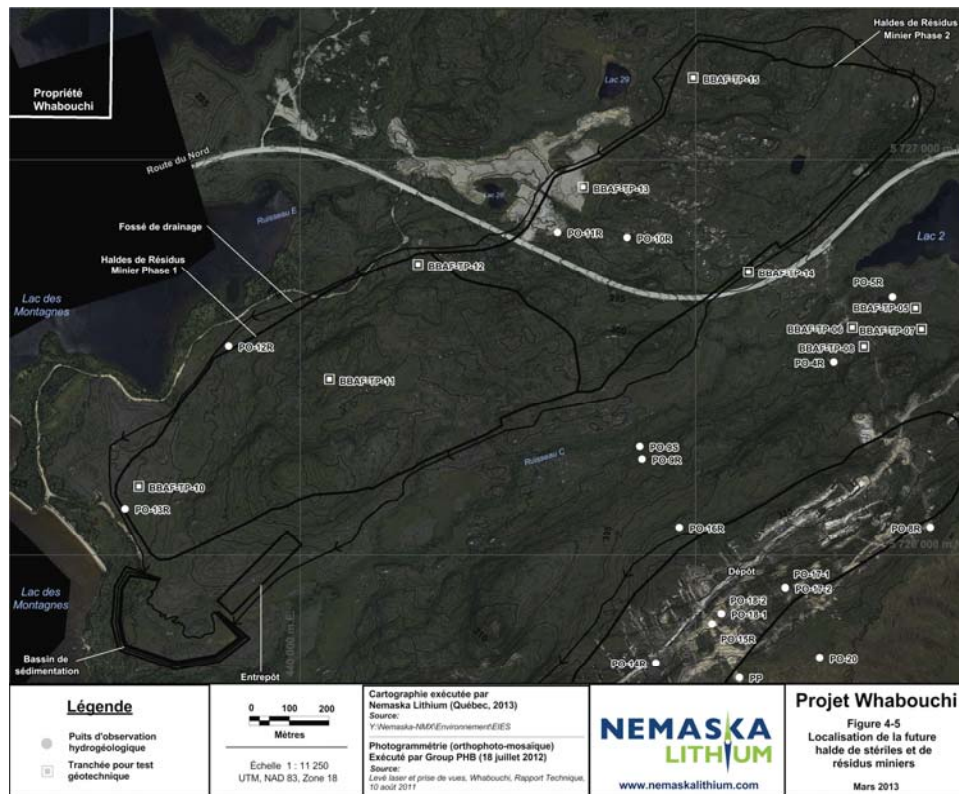 Haldes de Résidus
Minier Phase 2
Lac 29
BBAF-TP-15
Propriété
Whabouchi
Route du Nord
5 727 000 m
BBAF-TP-13
Lac 28
Ruisseau E
Fossé de drainage
PO-11R
PO-10R
Lac 2
Haldes de Résidus
Minier Phase 1
BBAF-TP-12
BBAF-TP-14
PO-5R
Lac des
Montagnes
BBAF-TP-05
BBAF-TP-06
BBAF-TP-07
PO-12R
BBAF-TP-08
PO-4R
BBAF-TP-11
PO-9S
PO-9R
Ruisseau C
BBAF-TP-10
PO-13R
PO-16R
PO-8R
Dépôt
PO-17-1
PO-17-2
Lac des
Montagnes
PO-18-2
PO-18-1
PO-15R
PO-14R
PO-20
PP
Bassin de
sédimentation
Entrepôt
Légende
Puits d'observation
hydrogéologique
Tranchée pour test
géotechnique
0 100 200
Mètres
Échelle 1 : 11 250
UTM, NAD 83, Zone 18
Cartographie exécutée par
Nemaska Lithium (Québec, 2013)
Source:
Y:\Nemaska-NMX\Environnement\EIES
Photogrammétrie (orthophoto-mosaïque)
Exécuté par Group PHB (18 juillet 2012)
Source:
Levé laser et prise de vues, Whabouchi, Rapport Technique,
10 août 2011
NEMASKA
LITHIUM
www.nemaskalithium.com
Projet Whabouchi
Figure 4-5
Localisation de la future
halde de stériles et de
résidus miniers
Mars 2013